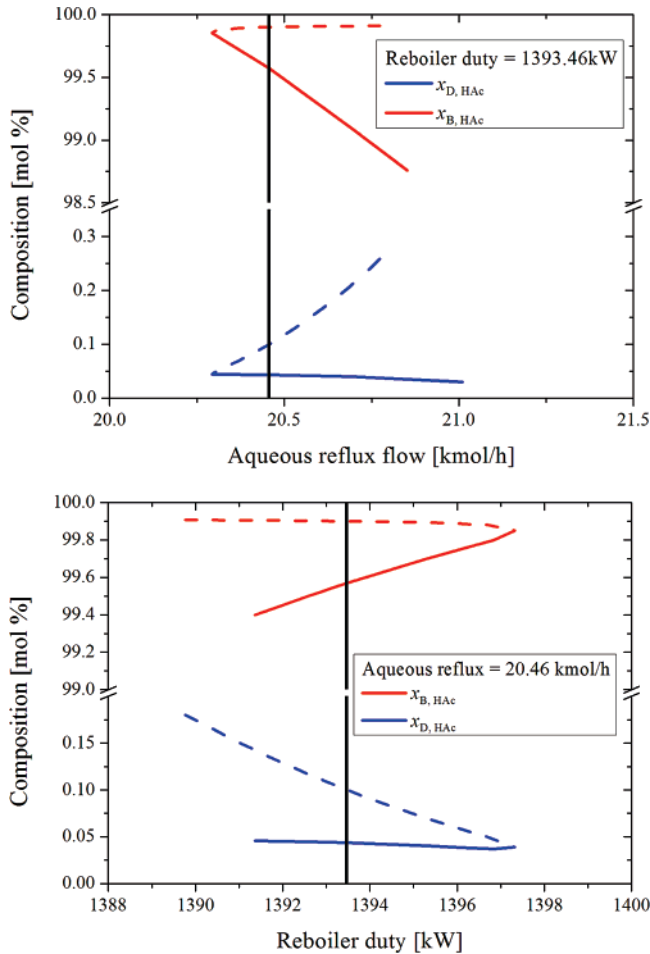 100.0
99.5
99.0
98.5
0.3
0.2
0.1
0.0
Composition [mol %]
Reboiler duty = 1393.46kW
xD, HAc
xB, HAc
20.0 20.5 21.0 21.5
Aqueous reflux flow [kmol/h]
100.0
99.8
99.6
99.4
99.2
99.0
0.15
0.10
0.05
0.00
Composition [mol %]
Aqueous reflux = 20.46 kmol/h
xB, HAc
xD, HAc
1388 1390 1392 1394 1396 1398 1400
Reboiler duty [kW]